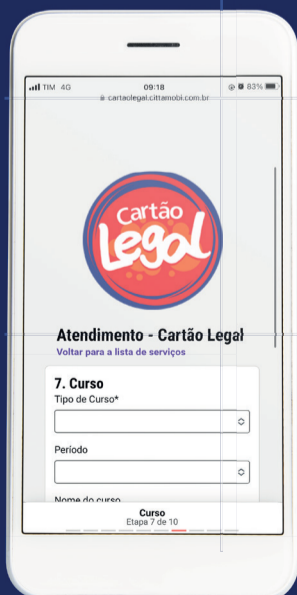 TIM 4G 09:18 83%
cartaolegal.cittamobi.com.br
Cartão
Legal
Atendimento - Cartão Legal
Voltar para a lista de serviços
7. Curso
Tipo de Curso*
Período
Nome do curso
Curso
Etapa 7 de 10